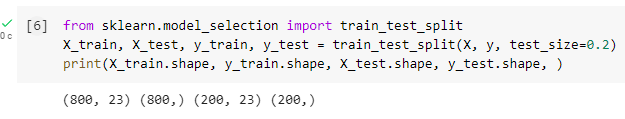 [6] from sklearn.model_selection import train_test_split
X_train, X_test, y_train, y_test = train_test_split(X, y, test_size=0.2)
0 с print(X_train.shape, y_train.shape, X_test.shape, y_test.shape, )
(800, 23) (800,) (200, 23) (200,)